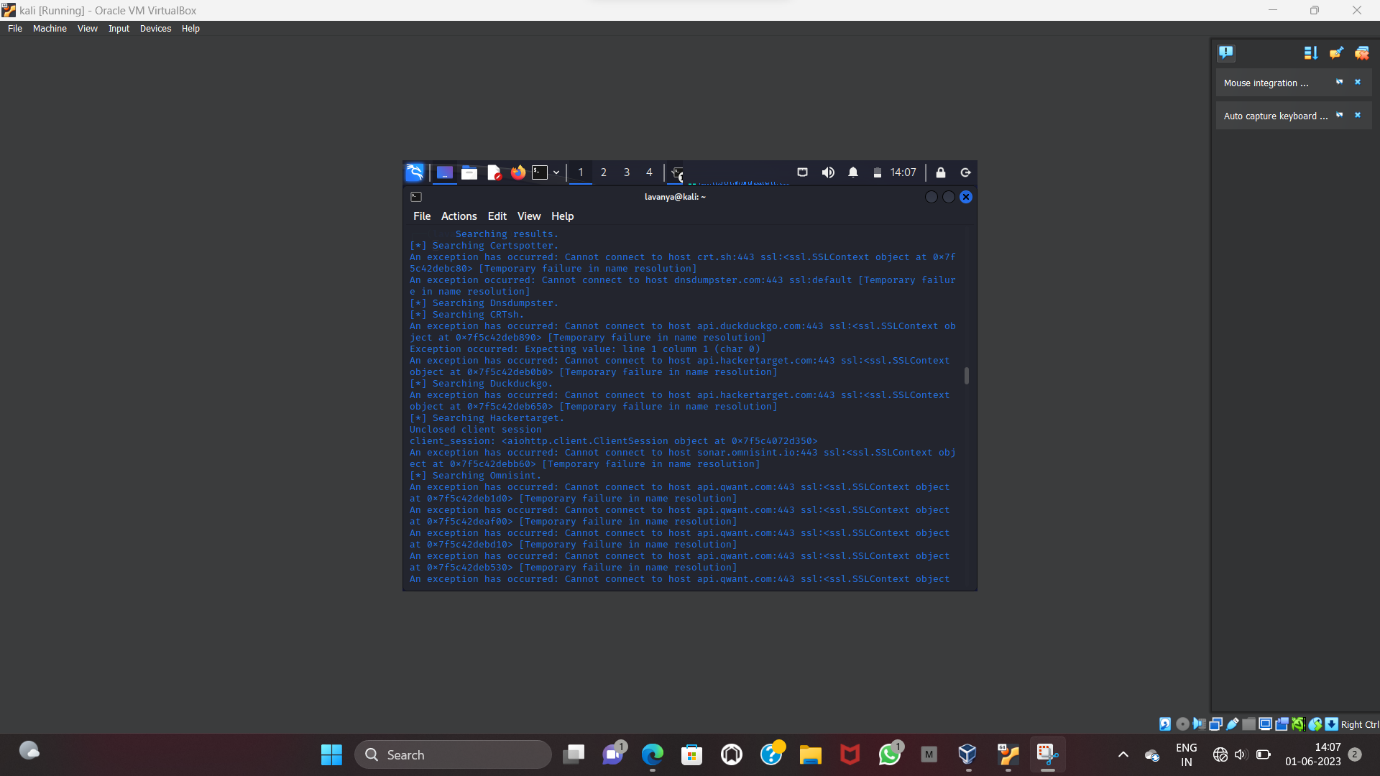 kali [Running] - Oracle VM VirtualBox
File Machine View Input Devices Help
Mouse integration ...
Auto capture keyboard ...
1 2 3 4 14:07
lavanya@kali: ~
File Actions Edit View Help
Searching results.
[*] Searching Certspotter.
An exception has occurred: Cannot connect to host crt.sh:443 ssl:<ssl.SSLContext object at 0×7f
5c42debc80> [Temporary failure in name resolution]
An exception occurred: Cannot connect to host dnsdumpster.com:443 ssl:default [Temporary failur
e in name resolution]
[*] Searching Dnsdumpster.
[*] Searching CRTsh.
An exception has occurred: Cannot connect to host api.duckduckgo.com:443 ssl:<ssl.SSLContext ob
ject at 0×7f5c42deb890> [Temporary failure in name resolution]
Exception occurred: Expecting value: line 1 column 1 (char 0)
An exception has occurred: Cannot connect to host api.hackertarget.com:443 ssl:<ssl.SSLContext
object at 0×7f5c42deb0b0> [Temporary failure in name resolution]
[*] Searching Duckduckgo.
An exception has occurred: Cannot connect to host api.hackertarget.com:443 ssl:<ssl.SSLContext
object at 0×7f5c42deb650> [Temporary failure in name resolution]
[*] Searching Hackertarget.
Unclosed client session
client_session: <aiohttp.client.ClientSession object at 0×7f5c4072d350>
An exception has occurred: Cannot connect to host sonar.omnisint.io:443 ssl:<ssl.SSLContext obj
ect at 0×7f5c42debb60> [Temporary failure in name resolution]
[*] Searching Omnisint.
An exception has occurred: Cannot connect to host api.qwant.com:443 ssl:<ssl.SSLContext object
at 0×7f5c42deb1d0> [Temporary failure in name resolution]
An exception has occurred: Cannot connect to host api.qwant.com:443 ssl:<ssl.SSLContext object
at 0×7f5c42deaf00> [Temporary failure in name resolution]
An exception has occurred: Cannot connect to host api.qwant.com:443 ssl:<ssl.SSLContext object
at 0×7f5c42debd10> [Temporary failure in name resolution]
An exception has occurred: Cannot connect to host api.qwant.com:443 ssl:<ssl.SSLContext object
at 0×7f5c42deb530> [Temporary failure in name resolution]
An exception has occurred: Cannot connect to host api.qwant.com:443 ssl:<ssl.SSLContext object
Right Ctrl
Search
1
1
M
ENG
IN
14:07
01-06-2023
2